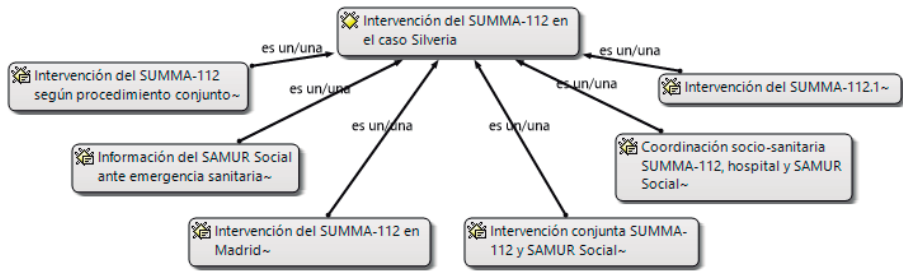 Intervención del SUMMA-112 en
el caso Silveria
es un/una
es un/una
Intervención del SUMMA-112
según procedimiento conjunto~
Intervención del SUMMA-112.1~
es un/una
es un/una
es un/una
es un/una
Información del SAMUR Social
ante emergencia sanitaria~
Coordinación socio-sanitaria
SUMMA-112, hospital y SAMUR
Social~
Intervención del SUMMA-112 en
Madrid~
Intervención conjunta SUMMA-
112 y SAMUR Social~